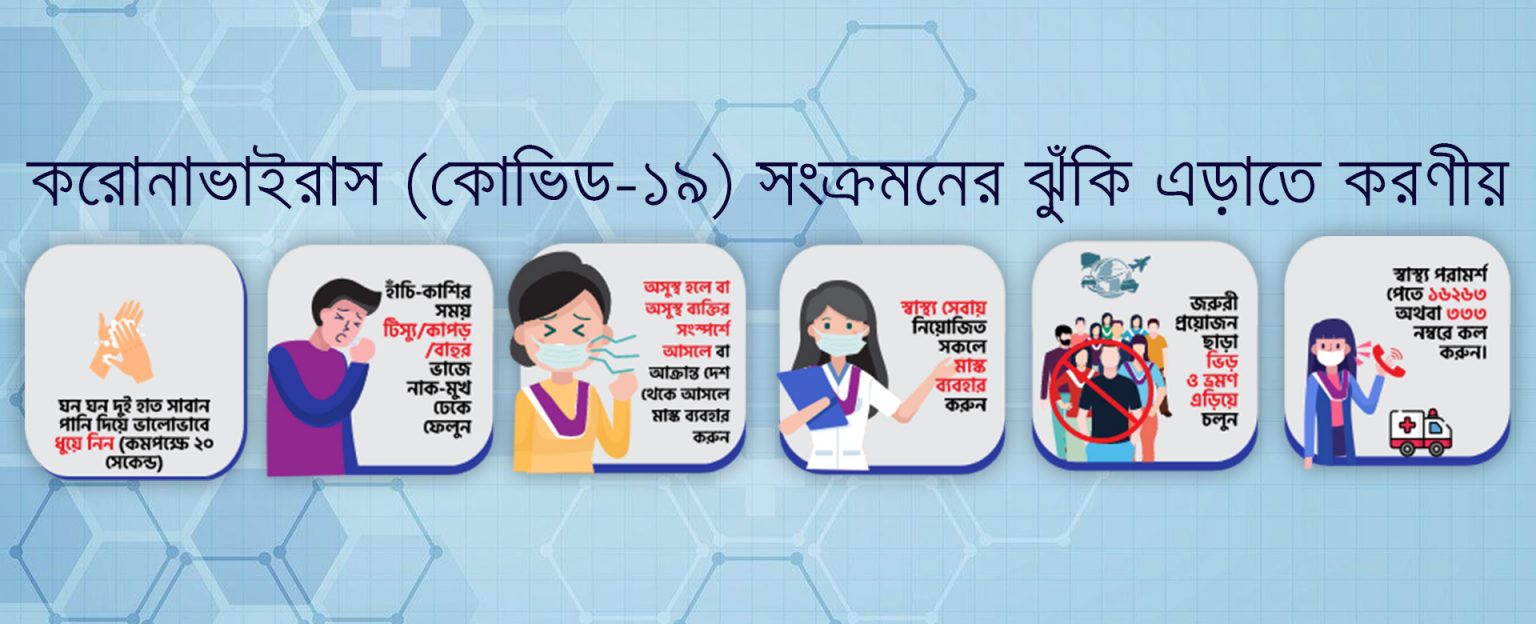 করোনাভাইরাস (কোভিড-১৯) সংক্রমনের ঝুঁকি এড়াতে করণীয়
ঘন ঘন দুই হাত সাবান
পানি দিয়ে ভালোভাবে
ধুয়ে নিন (কমপক্ষে ২০
সেকেন্ড)
হাঁচি-কাশির
সময়
টিস্যু/কাপড়
/বাহুর
ভাজে
নাক-মুখ
ঢেকে
ফেলুন
অসুস্থ হলে বা
অসুস্থ ব্যক্তির
সংস্পর্শে
আসলে বা
আক্রান্ত দেশ
থেকে আসলে
মাস্ক ব্যবহার
করুন
স্বাস্থ্য সেবায়
নিয়োজিত
সকলে
মাস্ক
ব্যবহার
করুন
জরুরী
প্রয়োজন
ছাড়া
ভিড়
ও ভ্রমণ
এড়িয়ে
চলুন
স্বাস্থ্য পরামর্শ
পেতে ১৬২৬৩
অথবা ৩৩৩
নম্বরে কল
করুন।